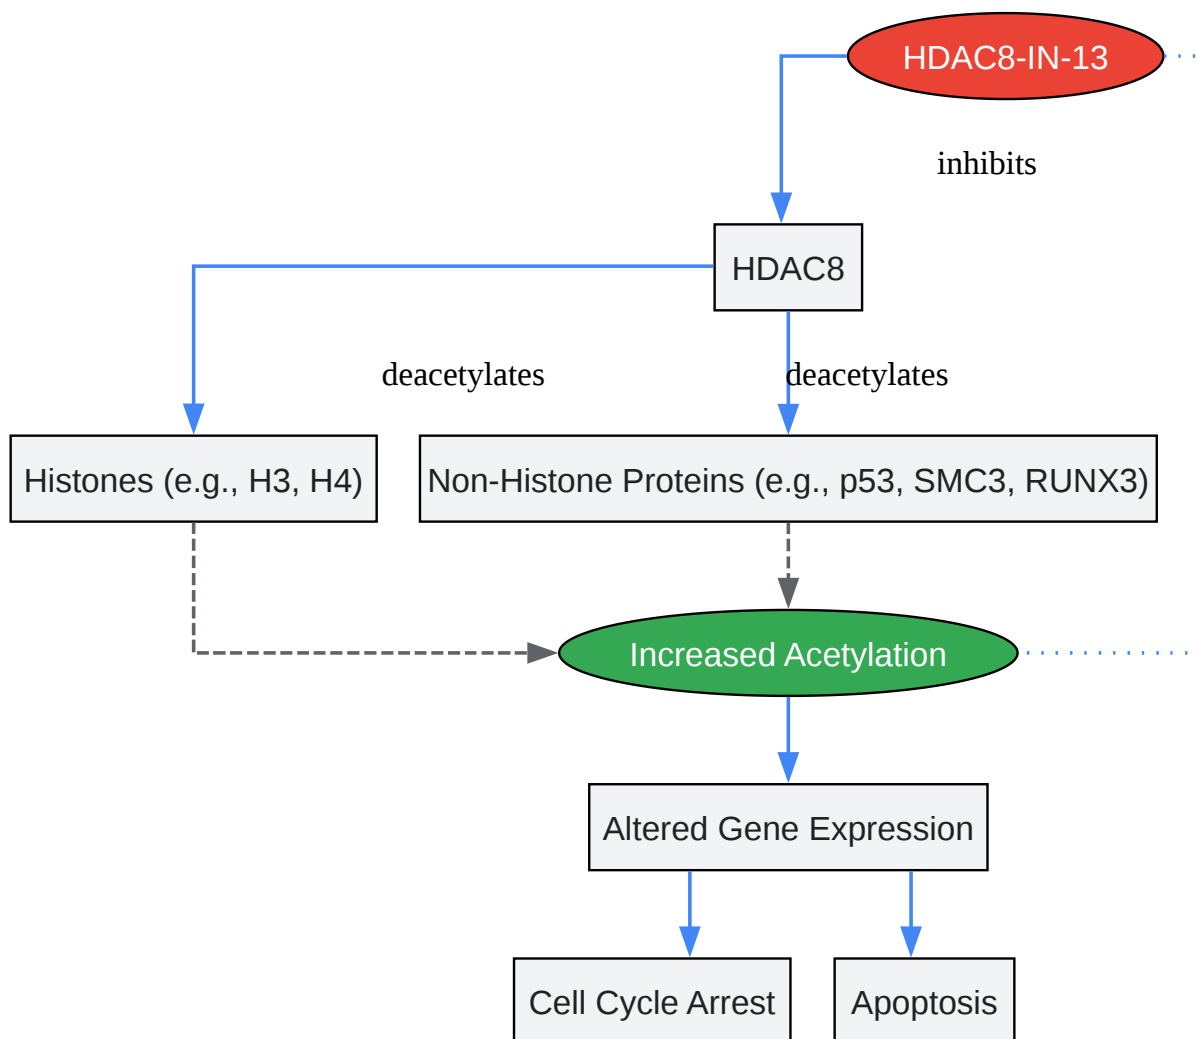 HDAC8-IN-13
inhibits
HDAC8
deacetylates
deacetylates
Histones (e.g., H3, H4)
Non-Histone Proteins (e.g., p53, SMC3, RUNX3)
Increased Acetylation
Altered Gene Expression
Cell Cycle Arrest
Apoptosis